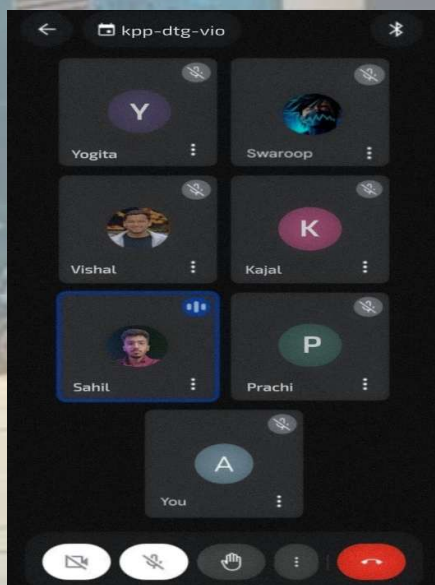 kpp-dtg-vio
Y
Yogita
Swaroop
Vishal
K
Kajal
Sahil
P
Prachi
A
You